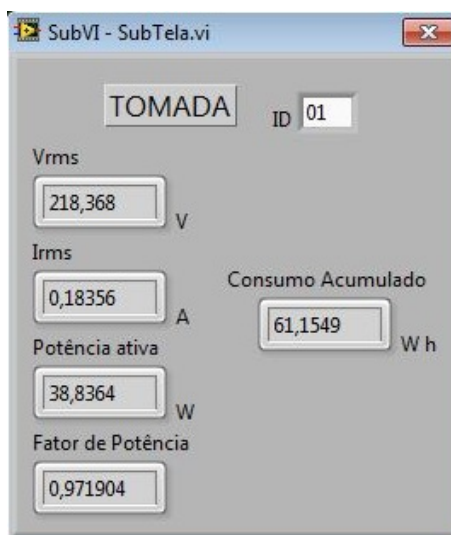 SubVI - SubTela.vi
TOMADA
ID 01
Vrms
218,368 V
Irms
0,18356 A
Consumo Acumulado
61,1549 W h
Potência ativa
38,8364 W
Fator de Potência
0,971904